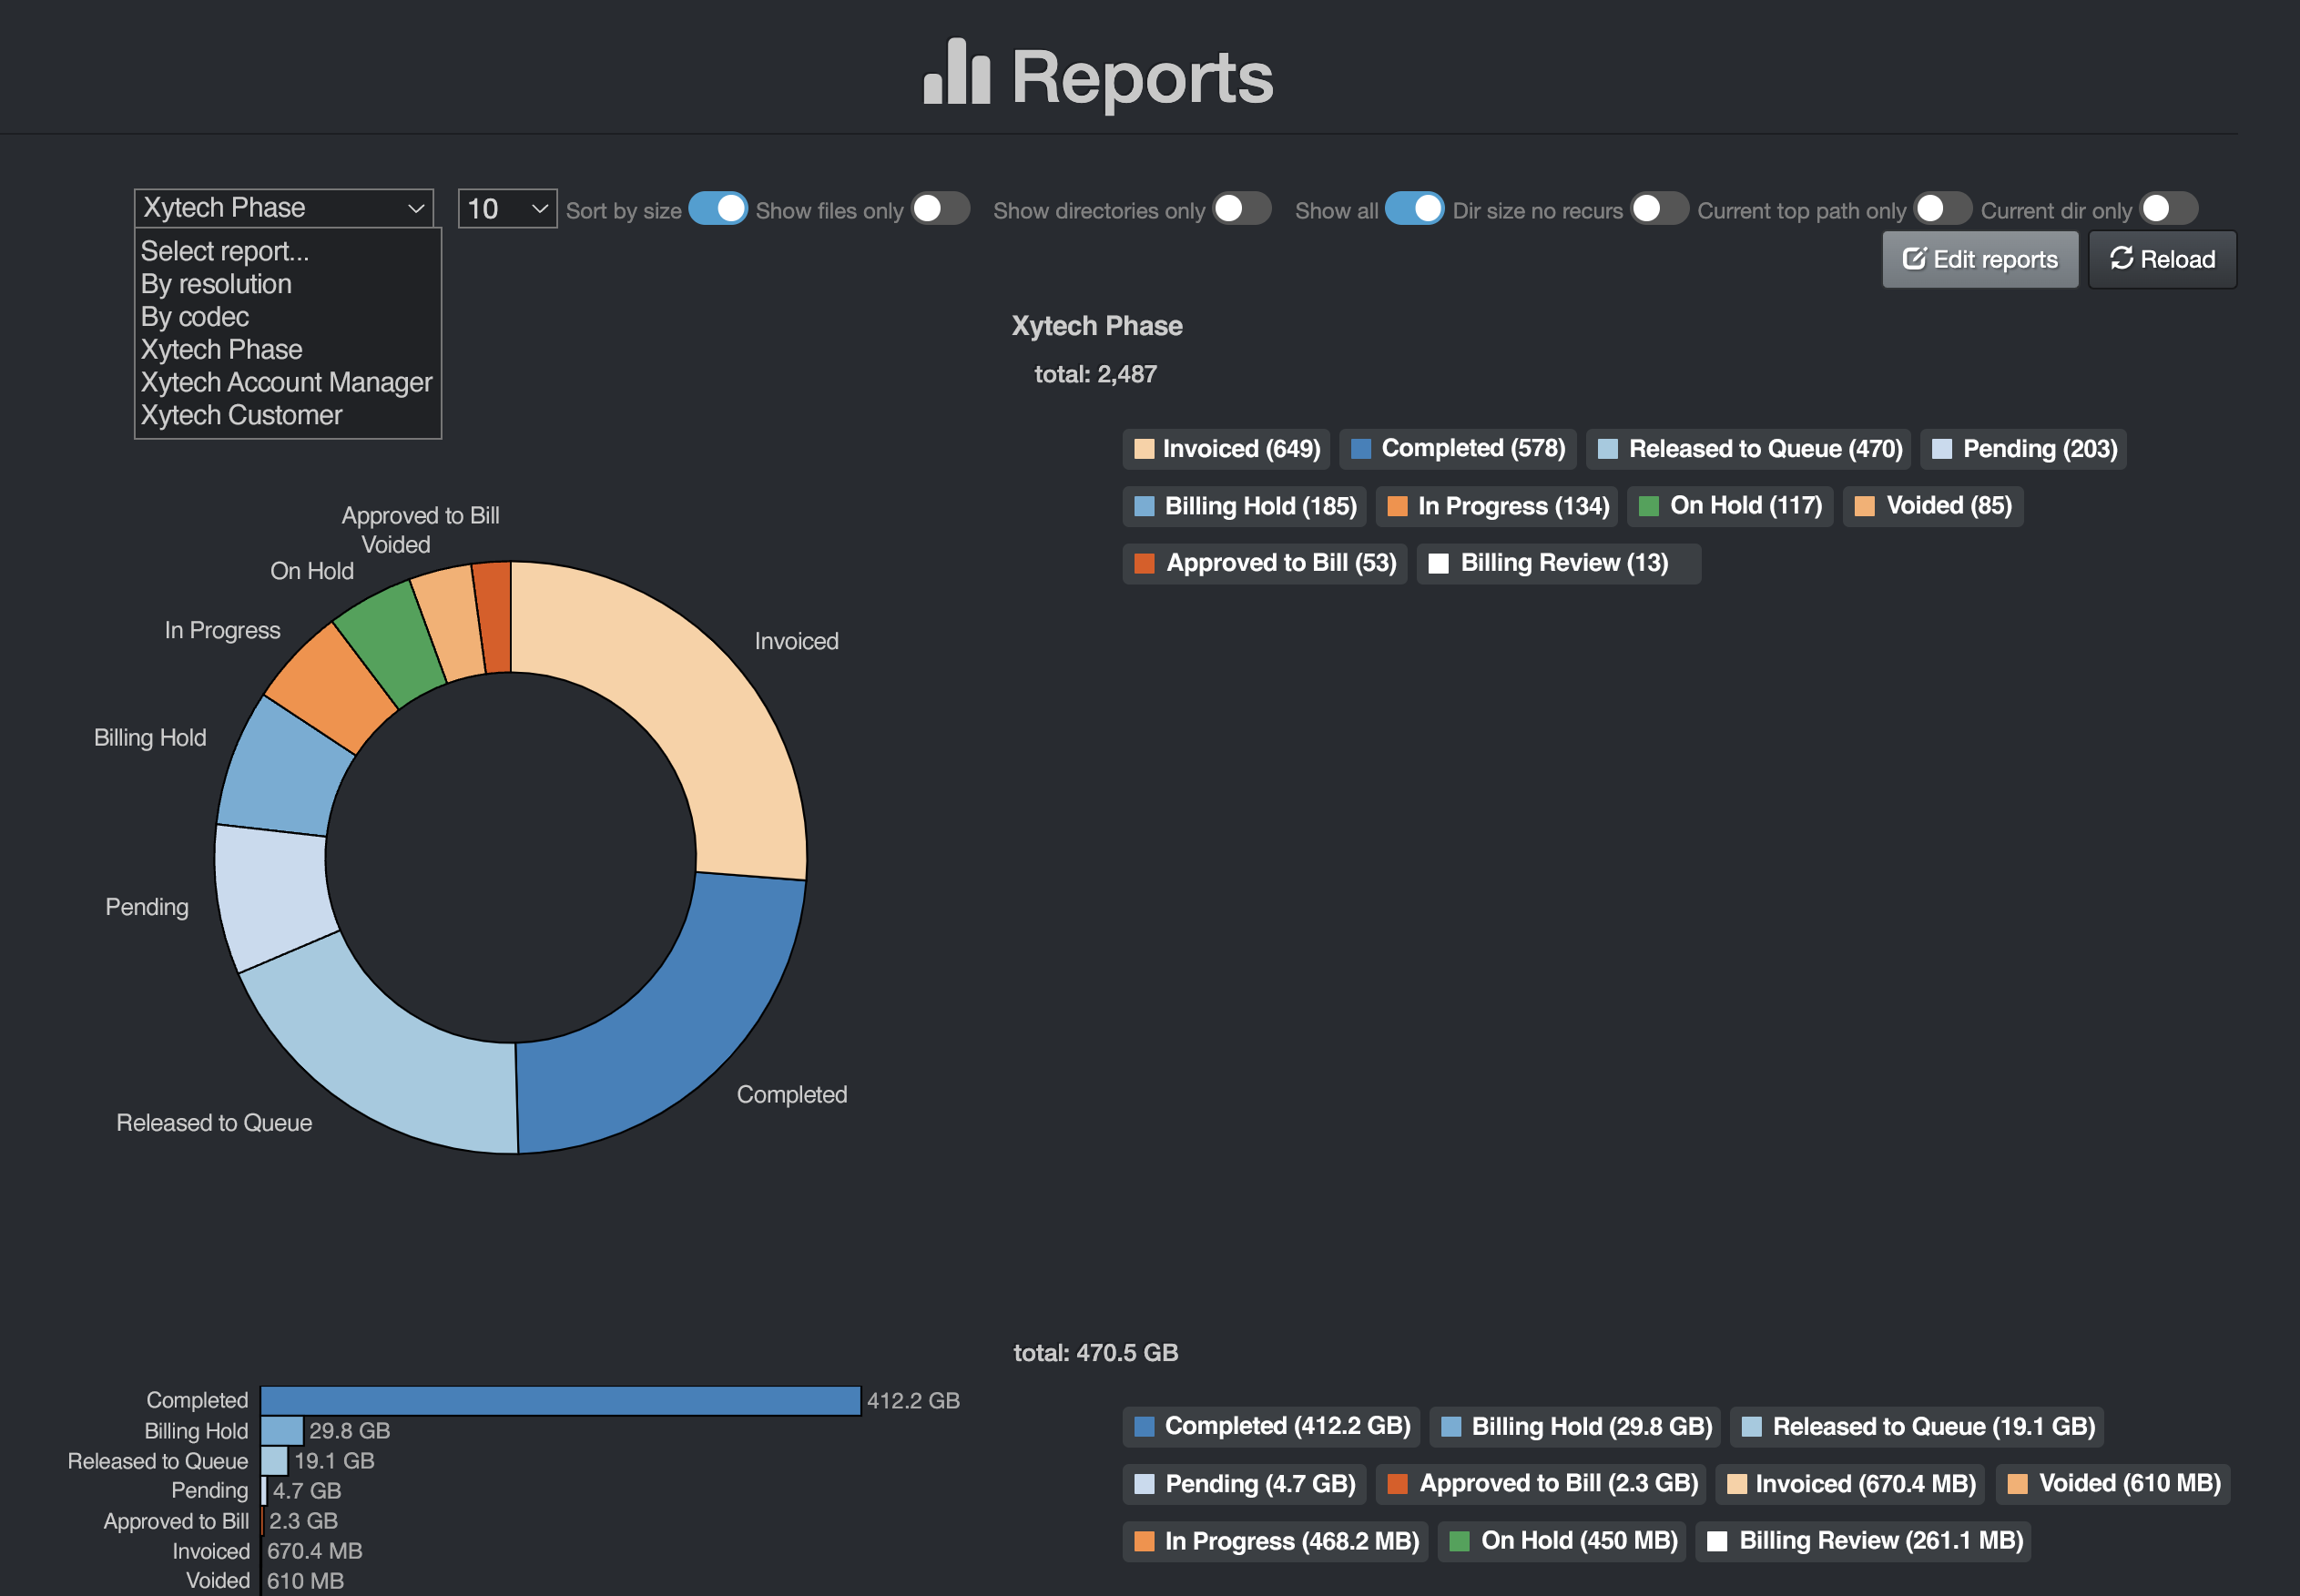 Reports
Xytech Phase 10 Sort by size Show files only Show directories only Show all Dir size no recurs Current top path only Current dir only
Select report...
By resolution
By codec
Xytech Phase
Xytech Account Manager
Xytech Customer
Edit reports Reload
Xytech Phase
total: 2,487
Invoiced (649) Completed (578) Released to Queue (470) Pending (203)
Billing Hold (185) In Progress (134) On Hold (117) Voided (85)
Approved to Bill (53) Billing Review (13)
Approved to Bill
Voided
On Hold
In Progress
Invoiced
Billing Hold
Pending
Completed
Released to Queue
total: 470.5 GB
Completed 412.2 GB
Billing Hold 29.8 GB
Released to Queue 19.1 GB
Pending 4.7 GB
Approved to Bill 2.3 GB
Invoiced 670.4 MB
Voided 610 MB
Completed (412.2 GB) Billing Hold (29.8 GB) Released to Queue (19.1 GB)
Pending (4.7 GB) Approved to Bill (2.3 GB) Invoiced (670.4 MB) Voided (610 MB)
In Progress (468.2 MB) On Hold (450 MB) Billing Review (261.1 MB)